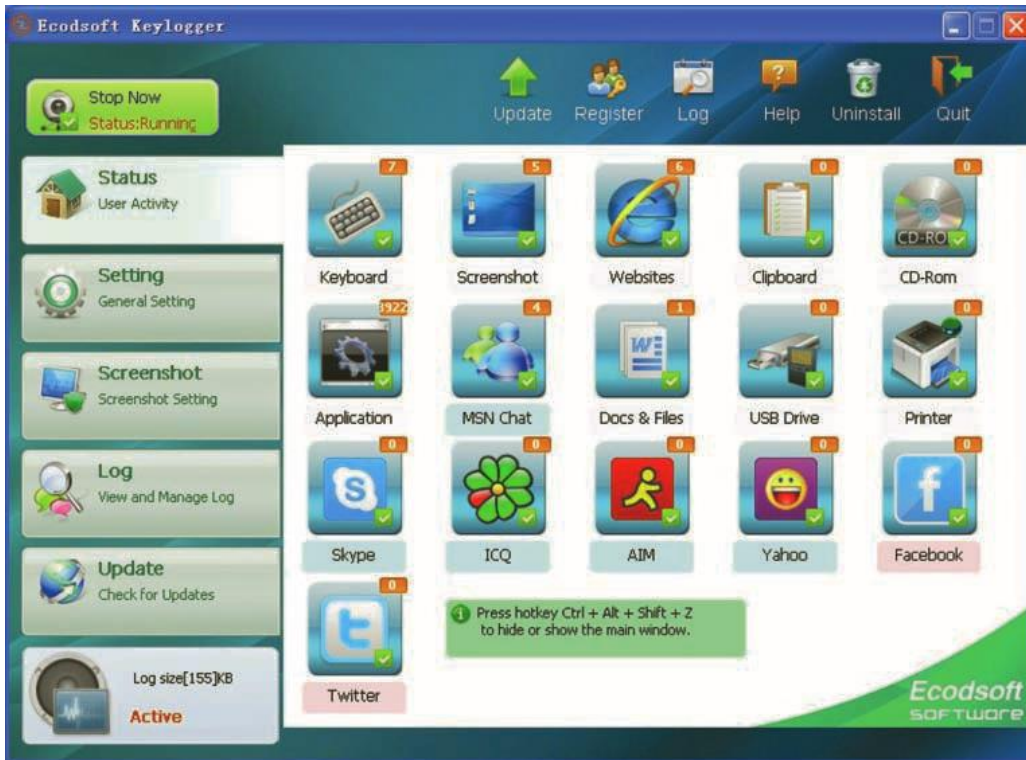 Ecodsoft Keylogger
Stop Now
Status:Running
Update
Register
Log
Help
Uninstall
Quit
Status
User Activity
Setting
General Setting
Screenshot
Screenshot Setting
Log
View and Manage Log
Update
Check for Updates
Log size[155]KB
Active
7
5
6
0
0
CD-RO
Keyboard
Screenshot
Websites
Clipboard
CD-Rom
3922
4
1
0
0
W
Application
MSN Chat
Docs & Files
USB Drive
Printer
0
0
0
0
0
S
f
Skype
ICQ
AIM
Yahoo
Facebook
0
t
Twitter
Press hotkey Ctrl + Alt + Shift + Z
to hide or show the main window.
Ecodsoft
SOFTWARE